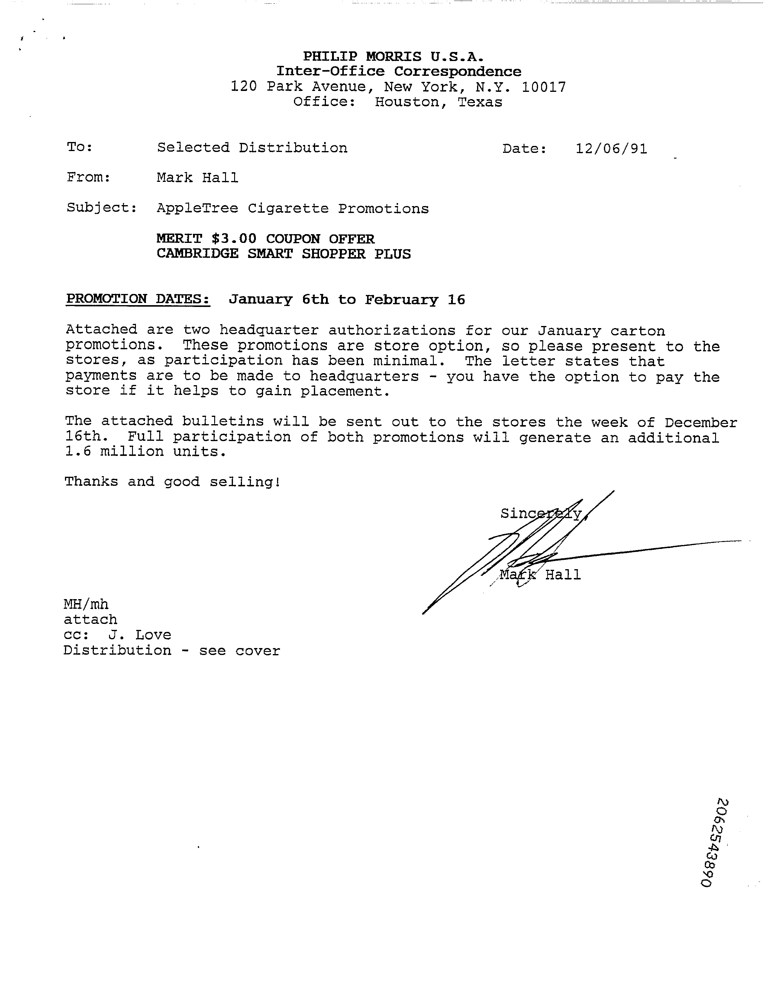 PHILIP MORRIS U.S.A.
Inter-Office Correspondence
120 Park Avenue, New York, N.Y. 10017
Office: Houston, Texas
To: Selected Distribution Date: 12/06/91
From: Mark Hall
Subject: AppleTree Cigarette Promotions
MERIT $3.00 COUPON OFFER
CAMBRIDGE SMART SHOPPER PLUS
PROMOTION DATES: January 6th to February 16
Attached are two headquarter authorizations for our January carton
promotions. These promotions are store option, so please present to the
stores, as participation has been minimal. The letter states that
payments are to be made to headquarters - you have the option to pay the
store if it helps to gain placement.
The attached bulletins will be sent out to the stores the week of December
16th. Full participation of both promotions will generate an additional
1.6 million units.
Thanks and good selling!
Sincerely,
Mark Hall
MH/mh
attach
cc: J. Love
Distribution - see cover
2062543890